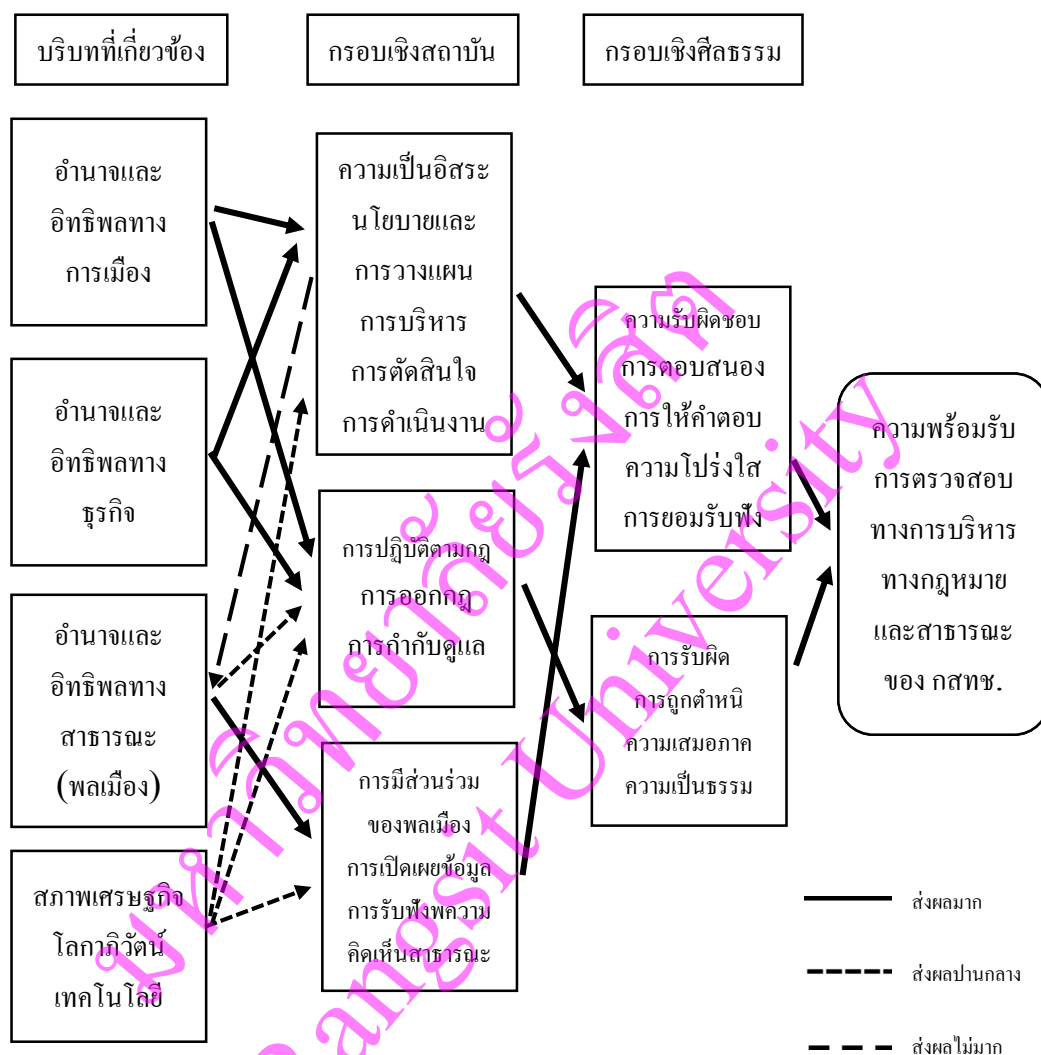 บริบทที่เกี่ยวข้อง
กรอบเชิงสถาบัน
กรอบเชิงศีลธรรม
อำนาจและ
อิทธิพลทาง
การเมือง
อำนาจและ
อิทธิพลทาง
ธุรกิจ
อำนาจและ
อิทธิพลทาง
สาธารณะ
(พลเมือง)
สภาพเศรษฐกิจ
โลกาภิวัตน์
เทคโนโลยี
ความเป็นอิสระ
นโยบายและ
การวางแผน
การบริหาร
การตัดสินใจ
การดำเนินงาน
การปฏิบัติตามกฎ
การออกกฎ
การกำกับดูแล
การมีส่วนร่วม
ของพลเมือง
การเปิดเผยข้อมูล
การรับฟังพความ
คิดเห็นสาธารณะ
ความรับผิดชอบ
การตอบสนอง
การให้คำตอบ
ความโปร่งใส
การยอมรับฟัง
การรับผิด
การถูกตำหนิ
ความเสมอภาค
ความเป็นธรรม
ความพร้อมรับ
การตรวจสอบ
ทางการบริหาร
ทางกฎหมาย
และสาธารณะ
ของ กสทช.
ส่งผลมาก
ส่งผลปานกลาง
ส่งผลไม่มาก
มหาวิทยาลัยรังสิต
Rangsit University